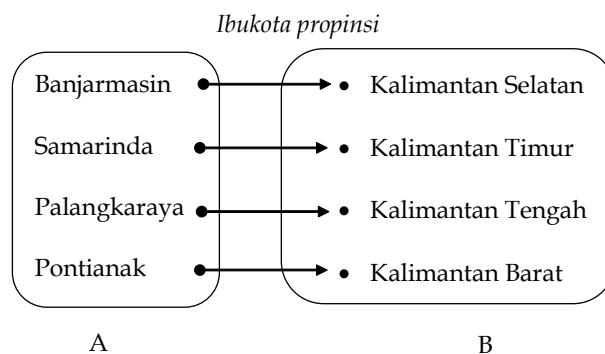 Ibukota propinsi
Banjarmasin Kalimantan Selatan
Samarinda Kalimantan Timur
Palangkaraya Kalimantan Tengah
Pontianak Kalimantan Barat
A B